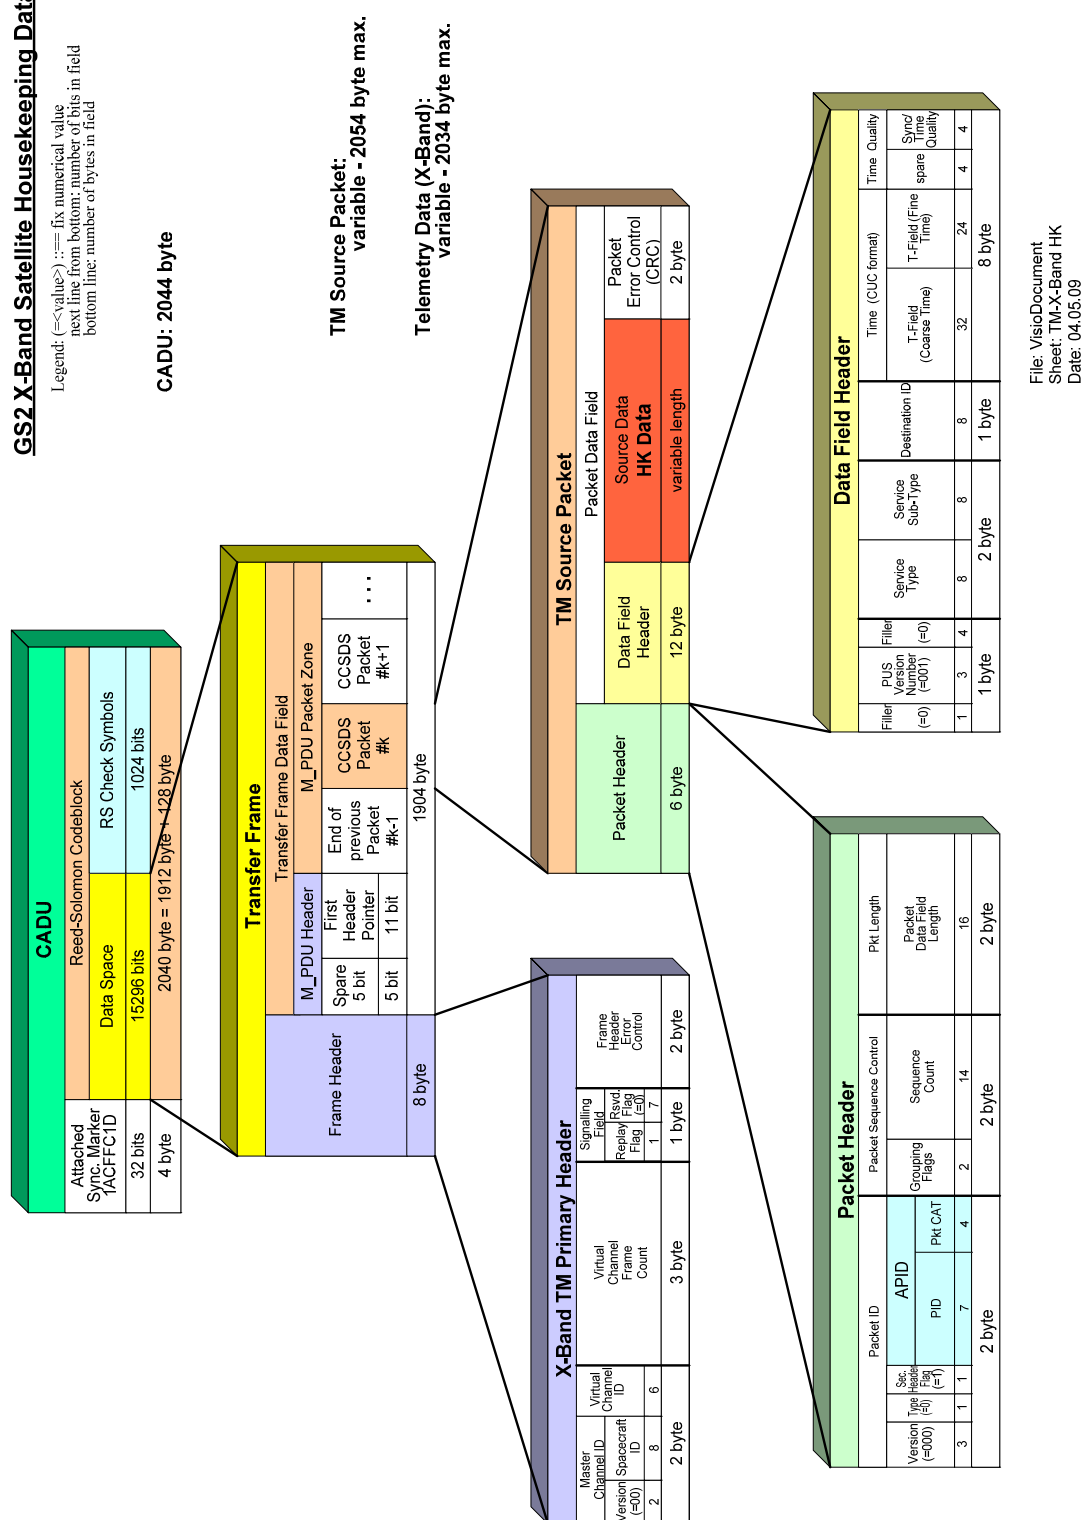 GS2 X-Band Satellite Housekeeping Data
Legend: (=<value>) ::== fix numerical value
next line from bottom: number of bits in field
bottom line: number of bytes in field
CADU: 2044 byte
TM Source Packet:
variable - 2054 byte max.
Telemetry Data (X-Band):
variable - 2034 byte max.
CADU
Attached
Sync. Marker
1ACFFC1D
Reed-Solomon Codeblock
Data Space
RS Check Symbols
32 bits
15296 bits
1024 bits
4 byte
2040 byte = 1912 byte + 128 byte
Transfer Frame
Frame Header
Transfer Frame Data Field
M_PDU Header
M_PDU Packet Zone
Spare
5 bit
First
Header
Pointer
End of
previous
Packet
#k-1
CCSDS
Packet
#k
CCSDS
Packet
#k+1
. . .
5 bit
11 bit
8 byte
1904 byte
X-Band TM Primary Header
Master
Channel ID
Virtual
Channel
ID
Virtual
Channel
Frame
Count
Signalling
Field
Frame
Header
Error
Control
Version
(=00)
Spacecraft
ID
Replay
Flag
Rsvd.
Flag
(=0)
2
8
6
1
7
2 byte
3 byte
1 byte
2 byte
TM Source Packet
Packet Header
Packet Data Field
Data Field
Header
Source Data
HK Data
Packet
Error Control
(CRC)
6 byte
12 byte
variable length
2 byte
Packet Header
Packet ID
Packet Sequence Control
Pkt Length
Version
(=000)
Type
(=0)
Sec.
Header
Flag
(=1)
APID
PID
Pkt CAT
Grouping
Flags
Sequence
Count
Packet
Data Field
Length
3
1
1
7
4
2
14
16
2 byte
2 byte
2 byte
Data Field Header
Filler
(=0)
PUS
Version
Number
(=001)
Filler
(=0)
Service
Type
Service
Sub-Type
Destination ID
Time (CUC format)
Time Quality
T-Field
(Coarse Time)
T-Field (Fine
Time)
spare
Sync/
Time
Quality
1
3
4
8
8
8
32
24
4
4
1 byte
2 byte
1 byte
8 byte
File: VisioDocument
Sheet: TM-X-Band HK
Date: 04.05.09